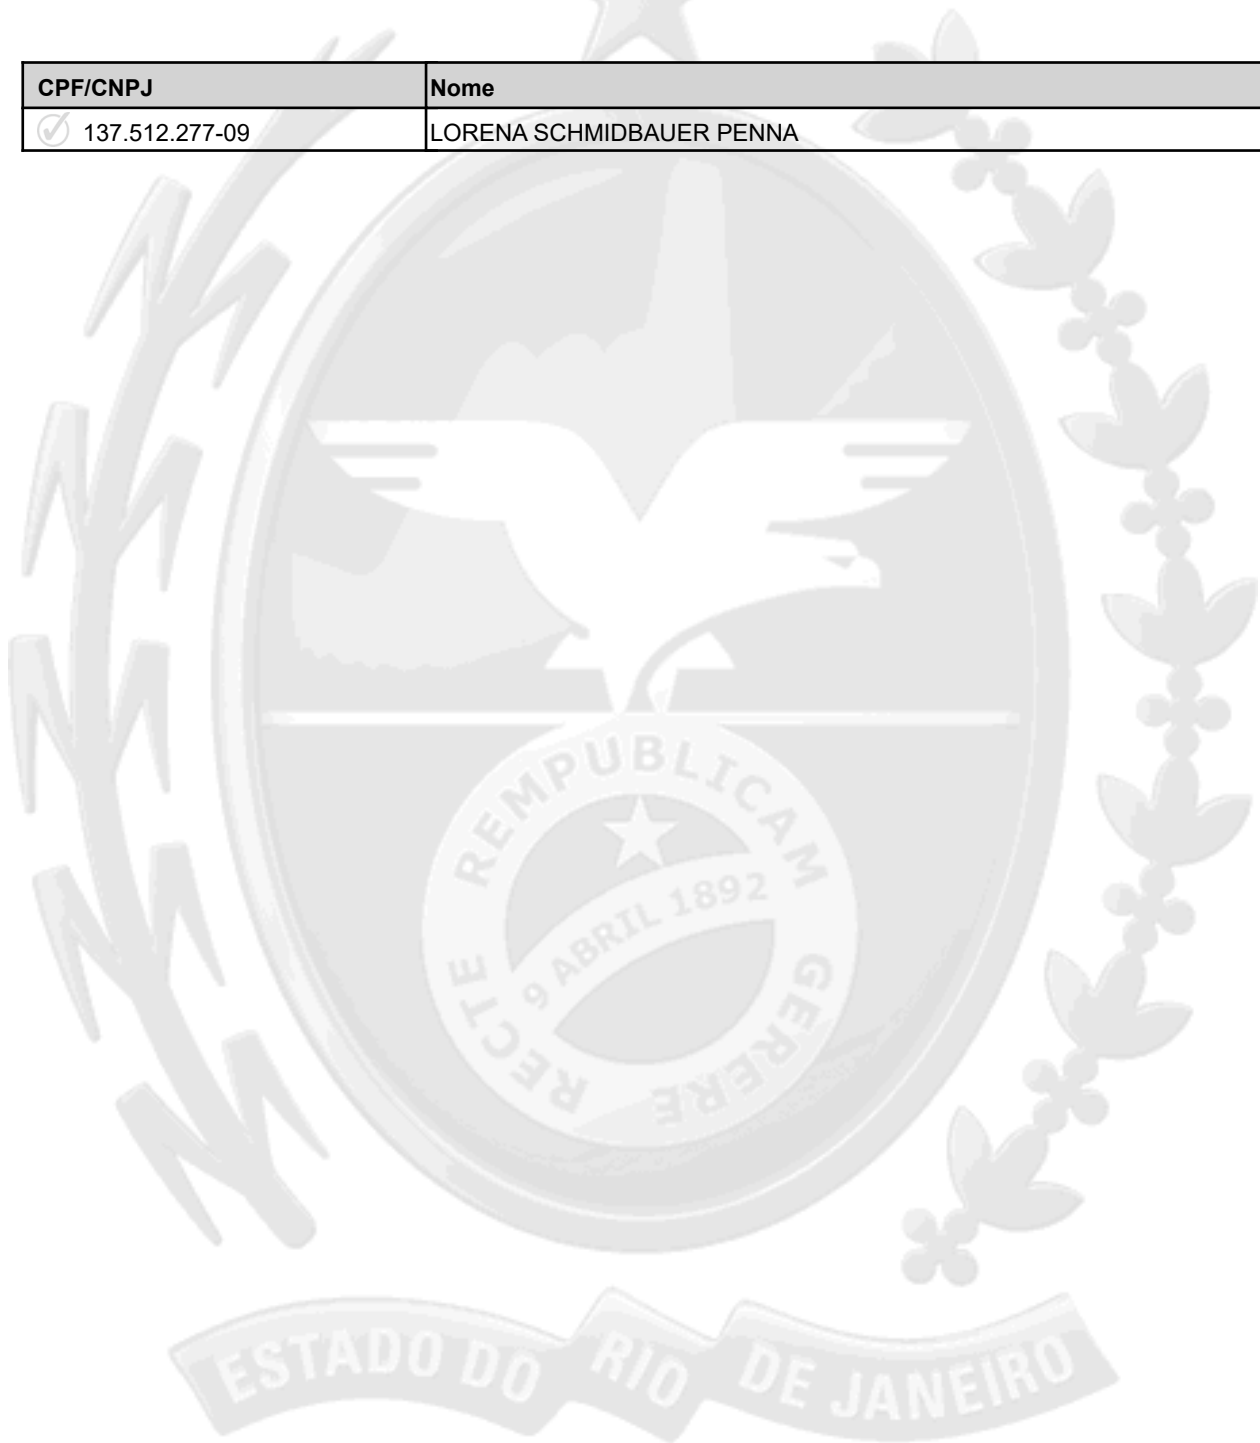 CPF/CNPJ Nome
137.512.277-09 LORENA SCHMIDBAUER PENNA
REMPUBLICAM
9 ABRIL 1892
RECTE GERERE
ESTADO DO RIO DE JANEIRO